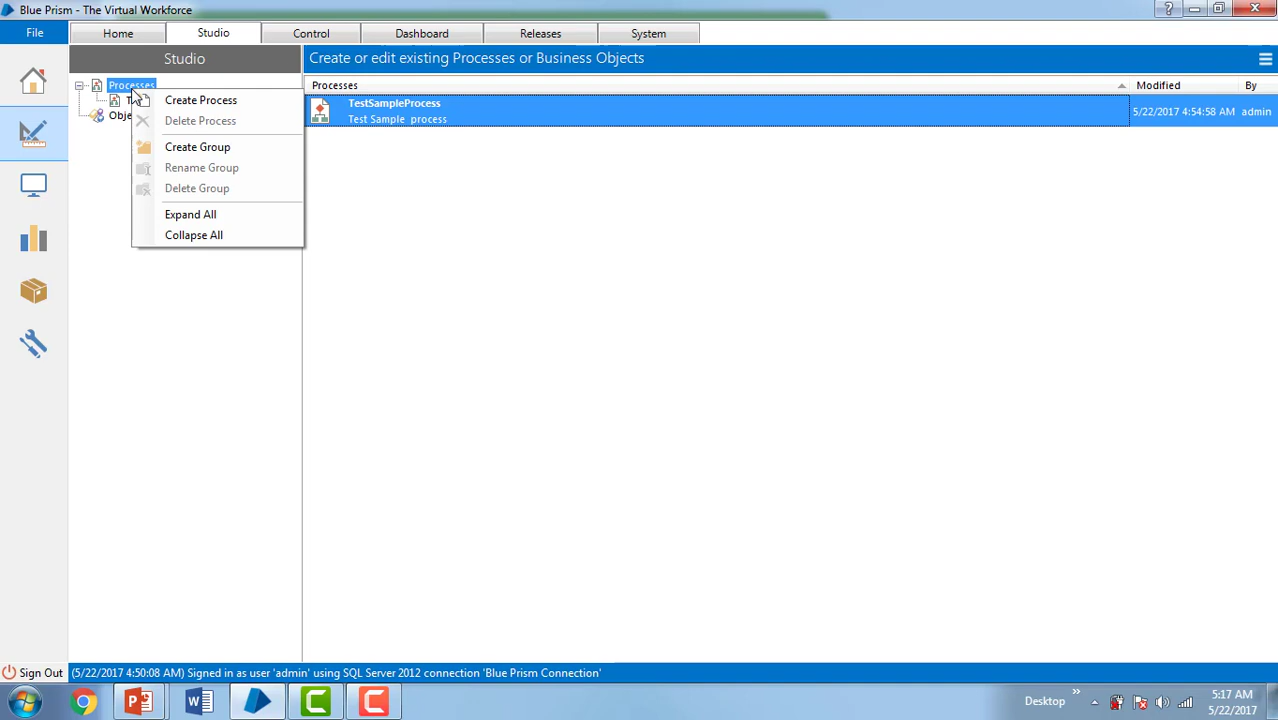 Blue Prism - The Virtual Workforce
File
Home
Studio
Control
Dashboard
Releases
System
Studio
Create or edit existing Processes or Business Objects
Processes
T
Obje
Create Process
Delete Process
Create Group
Rename Group
Delete Group
Expand All
Collapse All
Processes
Modified
By
TestSampleProcess
Test Sample process
5/22/2017 4:54:58 AM
admin
Sign Out
(5/22/2017 4:50:08 AM) Signed in as user 'admin' using SQL Server 2012 connection 'Blue Prism Connection'
Desktop
5:17 AM
5/22/2017